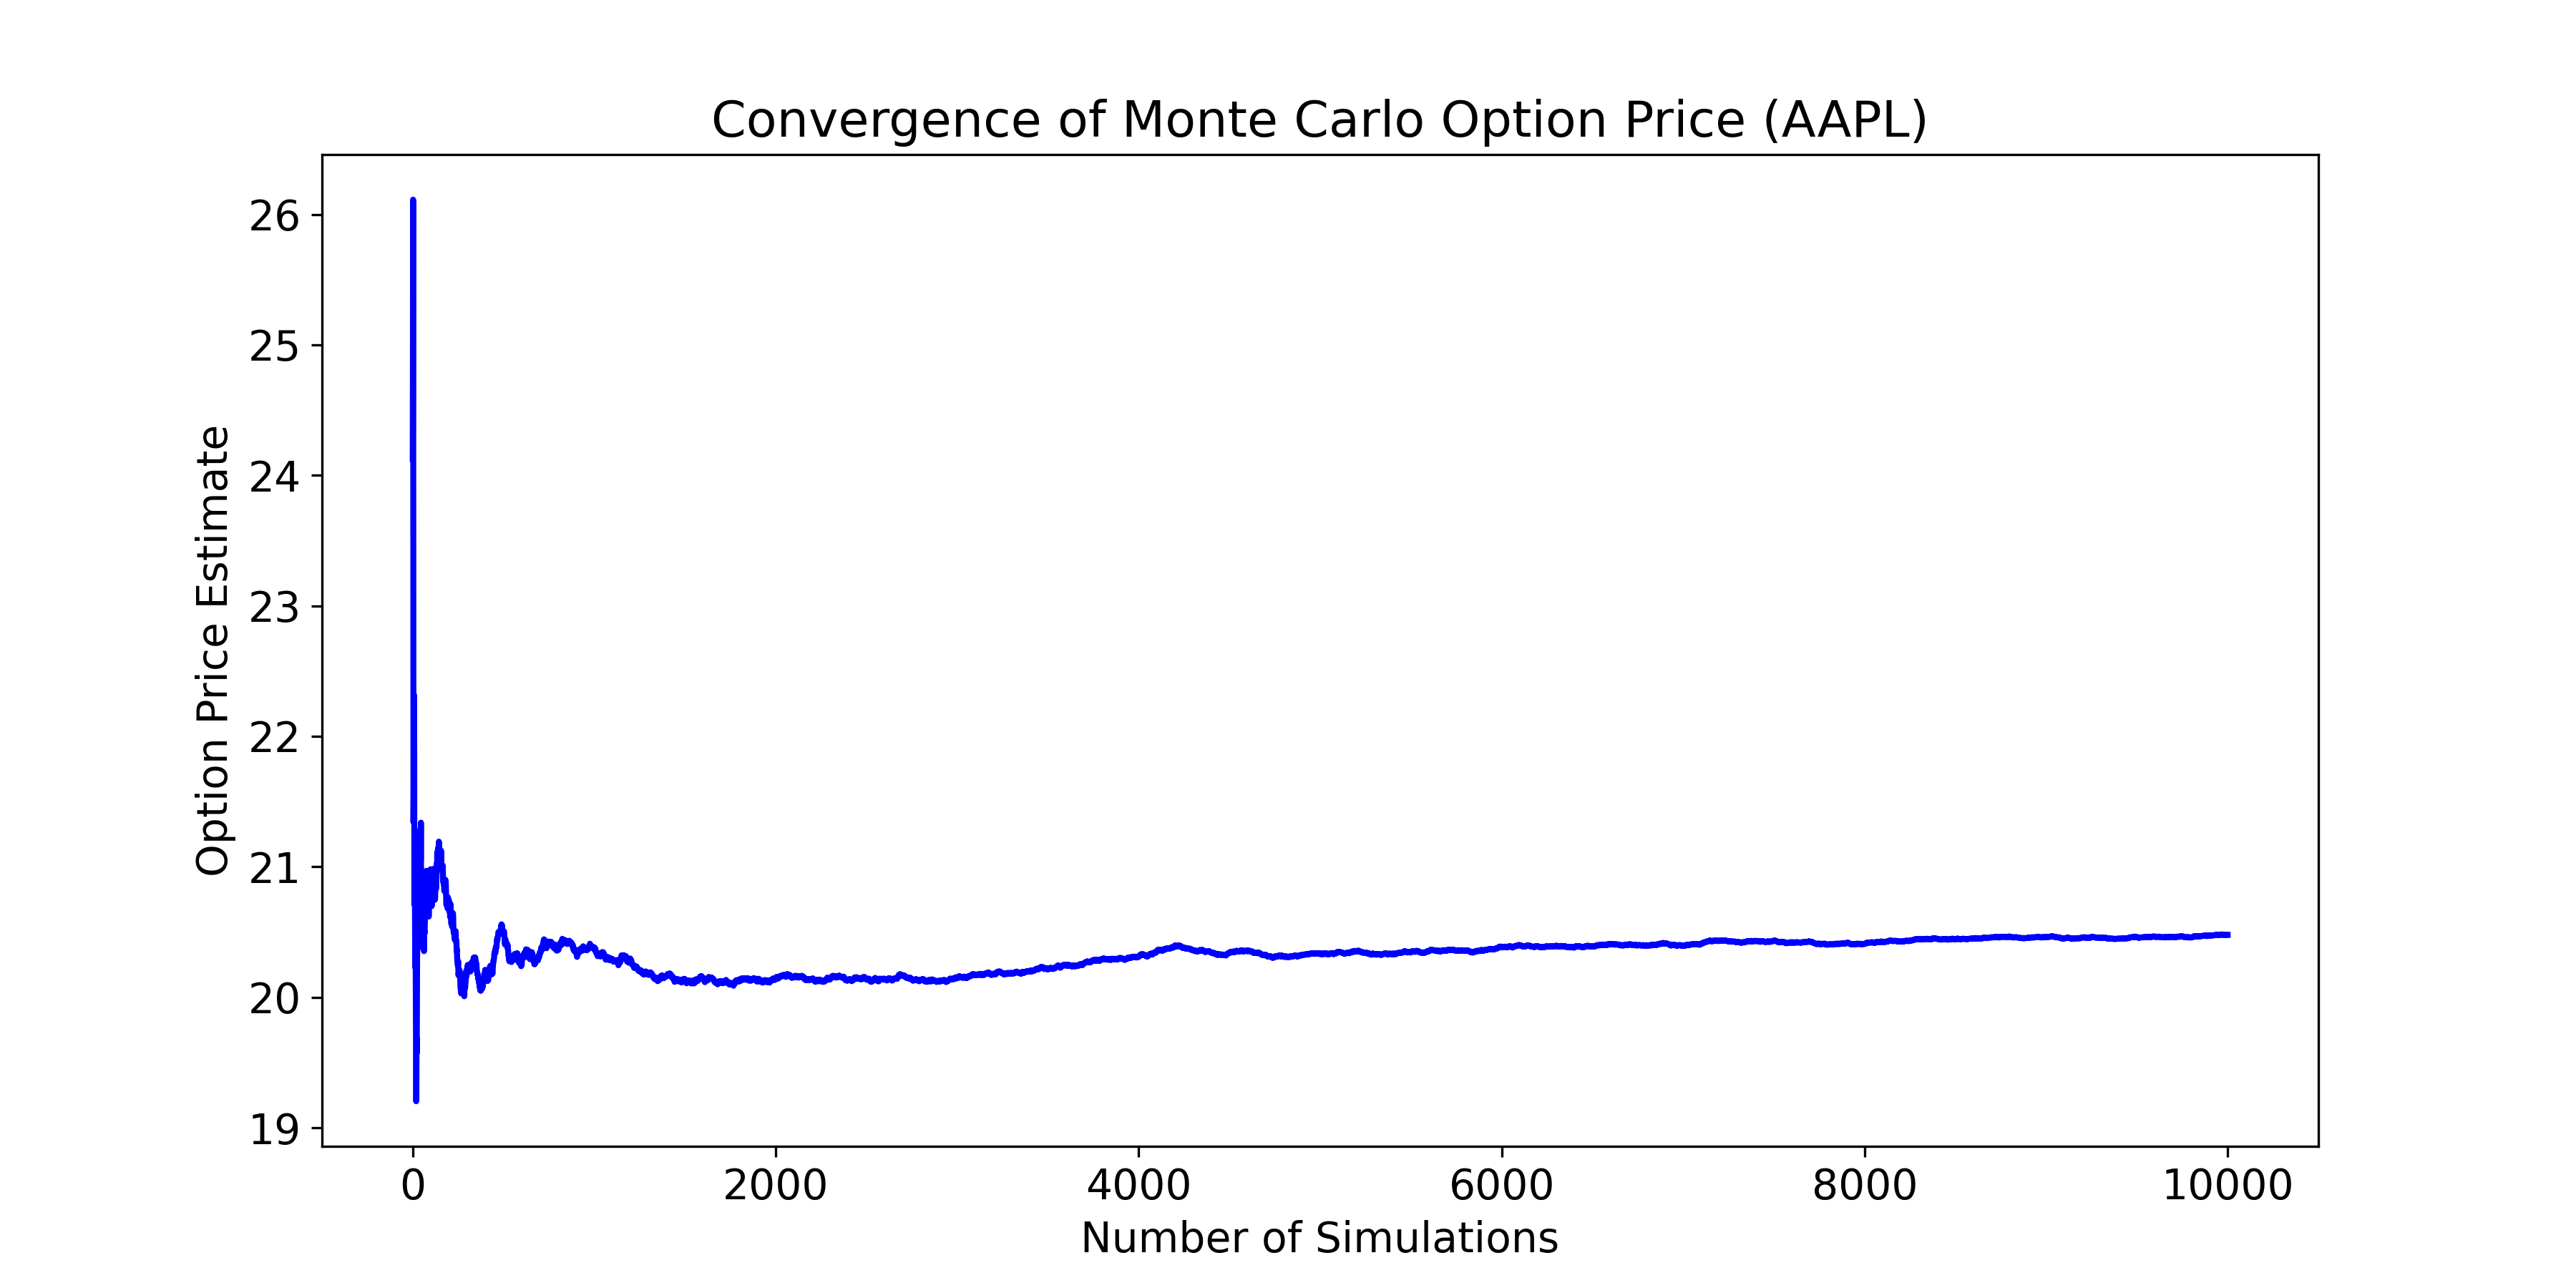 Convergence of Monte Carlo Option Price (AAPL)
Option Price Estimate
26
25
24
23
22
21
20
19
0 2000 4000 6000 8000 10000
Number of Simulations